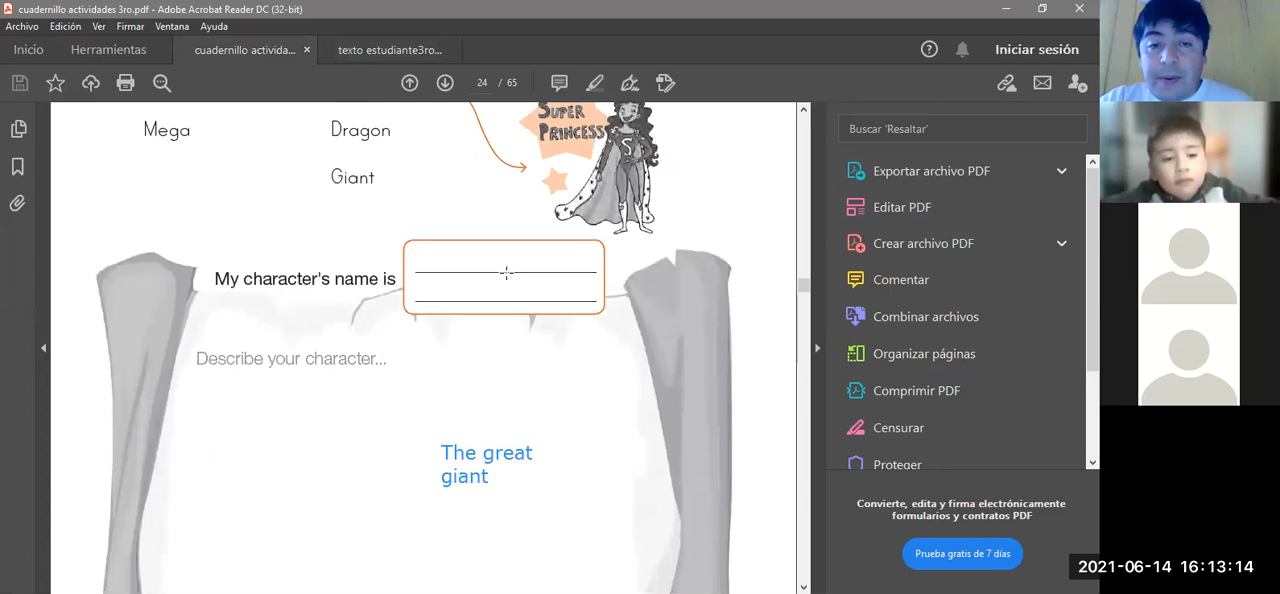 cuadernillo actividades 3ro.pdf - Adobe Acrobat Reader DC (32-bit)
Archivo Edición Ver Firmar Ventana Ayuda
Inicio Herramientas cuadernillo activida... × texto estudiante3ro...
Iniciar sesión
24 / 65
Mega Dragon
Giant
SUPER
PRINCESS
S
My character's name is
Describe your character...
The great
giant
Buscar 'Resaltar'
Exportar archivo PDF
Editar PDF
Crear archivo PDF
Comentar
Combinar archivos
Organizar páginas
Comprimir PDF
Censurar
Proteger
Convierte, edita y firma electrónicamente
formularios y contratos PDF
Prueba gratis de 7 días
2021-06-14 16:13:14